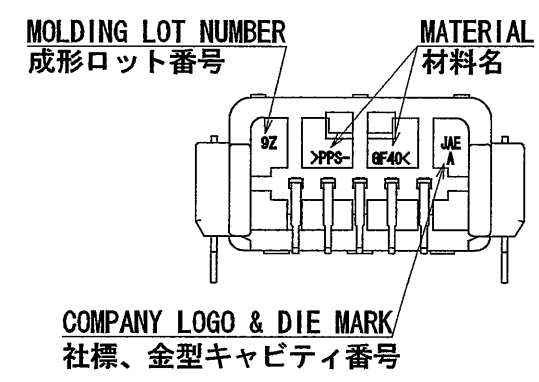 MOLDING LOT NUMBER
成形ロット番号
MATERIAL
材料名
9Z
>PPS-
GF40<
JAE
A
COMPANY LOGO & DIE MARK
社標、金型キャビティ番号